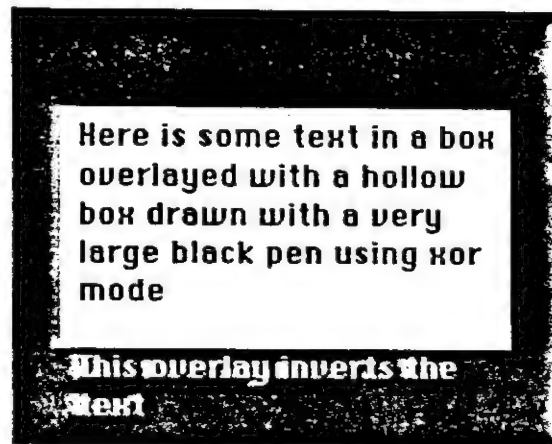 Here is some text in a box
overlayed with a hollow
box drawn with a very
large black pen using xor
mode
This overlay inverts the
text